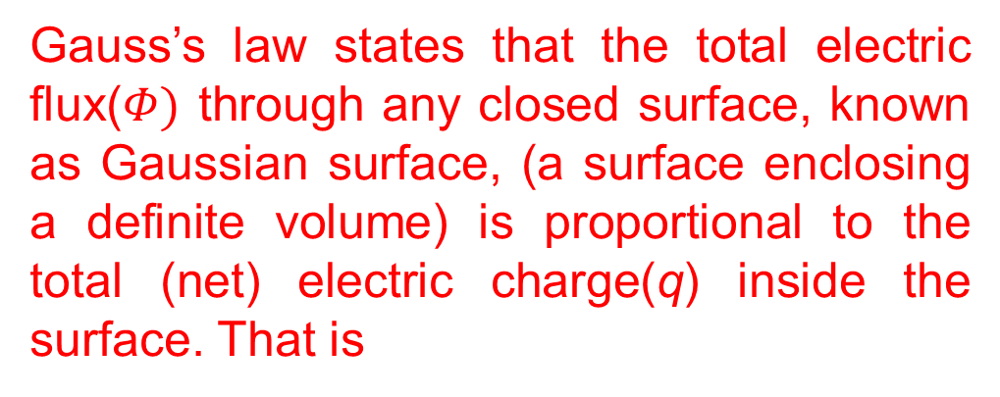 Gauss’s law states that the total electric
flux(Φ) through any closed surface, known
as Gaussian surface, (a surface enclosing
a definite volume) is proportional to the
total (net) electric charge(q) inside the
surface. That is